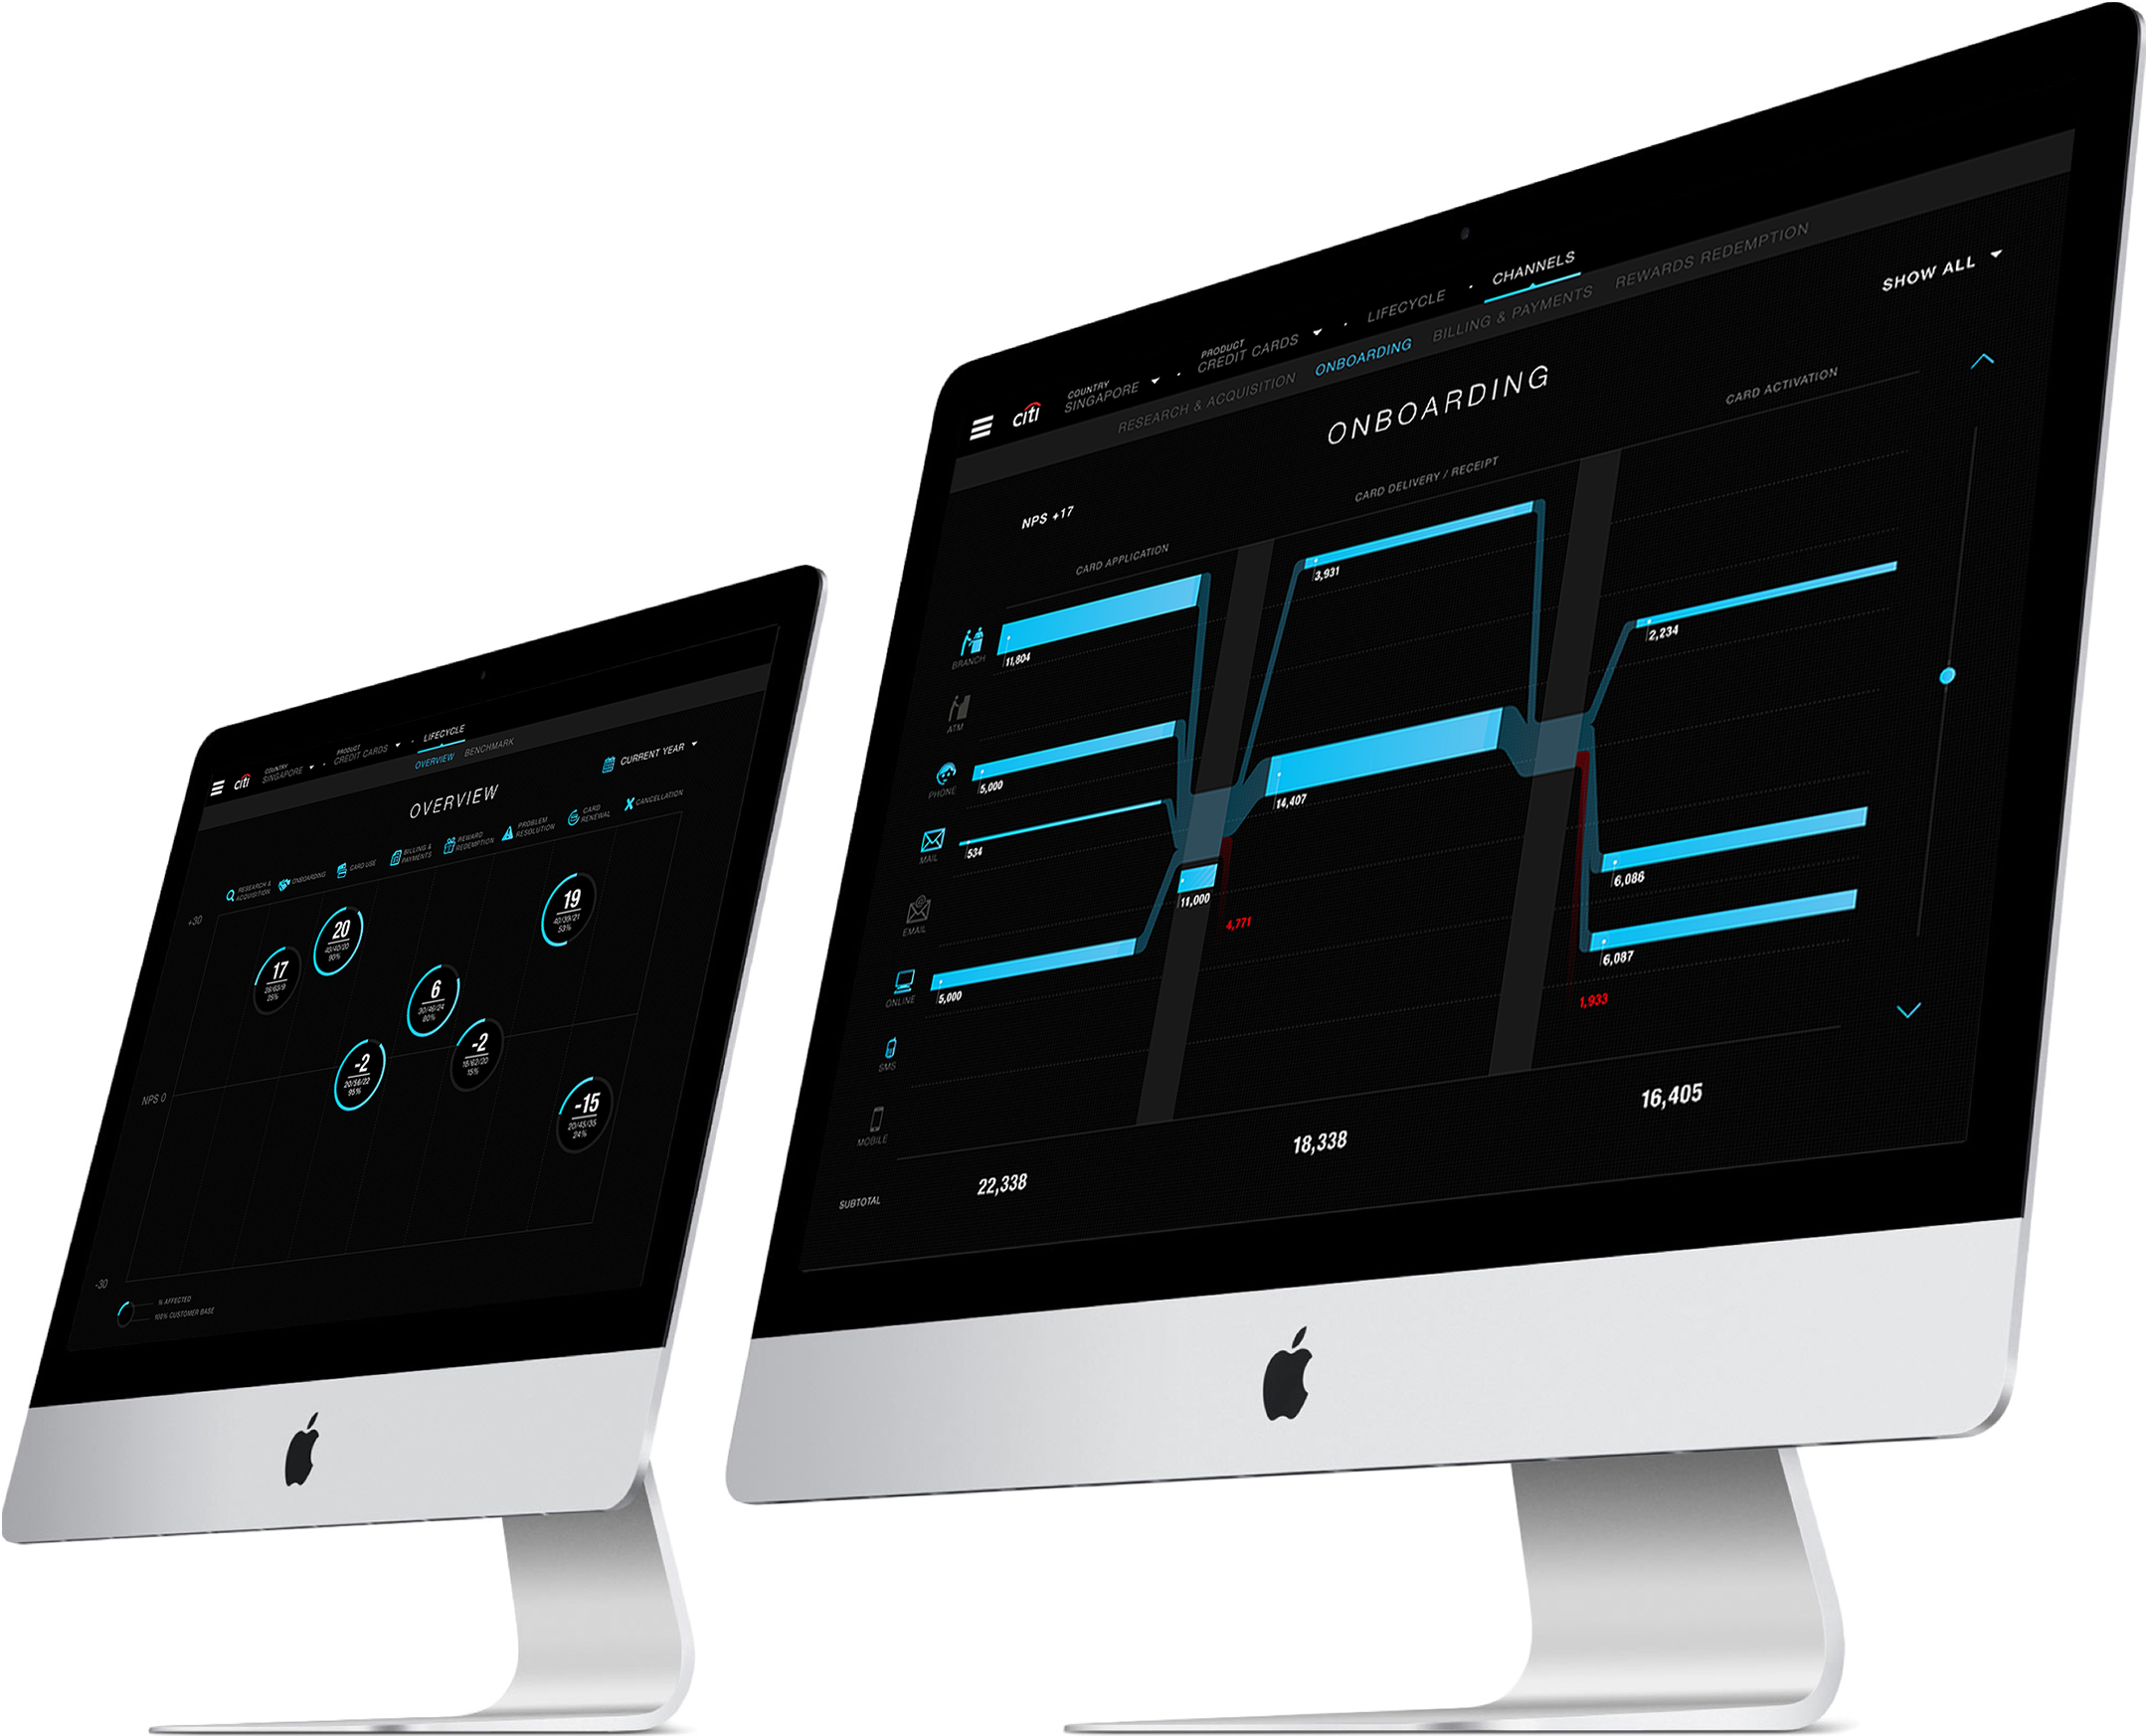 citi
COUNTRY
SINGAPORE
PRODUCT
CREDIT CARDS
LIFECYCLE
OVERVIEW
BENCHMARK
OVERVIEW
CURRENT YEAR
RESEARCH &
ACQUISITION
ONBOARDING
CARD USE
BILLING &
PAYMENTS
REWARD
REDEMPTION
PROBLEM
RESOLUTION
CARD
RENEWAL
CANCELLATION
+30
17
25%
20
40/40/20
90%
-2
20/56/22
95%
6
30/46/24
80%
-2
18/62/20
15%
19
40/39/21
53%
-15
20/45/35
24%
NPS 0
-30
% AFFECTED
100% CUSTOMER BASE
citi
COUNTRY
SINGAPORE
PRODUCT
CREDIT CARDS
LIFECYCLE
CHANNELS
RESEARCH & ACQUISITION
ONBOARDING
BILLING & PAYMENTS
REWARDS REDEMPTION
ONBOARDING
SHOW ALL
NPS +17
CARD APPLICATION
CARD DELIVERY / RECEIPT
CARD ACTIVATION
BRANCH
11,804
3,931
ATM
2,234
PHONE
5,000
14,407
MAIL
534
11,000
6,086
EMAIL
4,771
ONLINE
5,000
6,087
SMS
1,933
MOBILE
SUBTOTAL
22,338
18,338
16,405